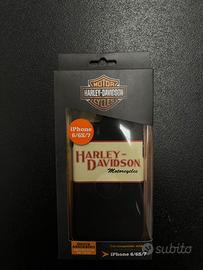 MOTOR
HARLEY-DAVIDSON
CYCLES
iPhone
6/6S/7
HARLEY-
DAVIDSON
Motorcycles
iPhone 6/6S/7
subito